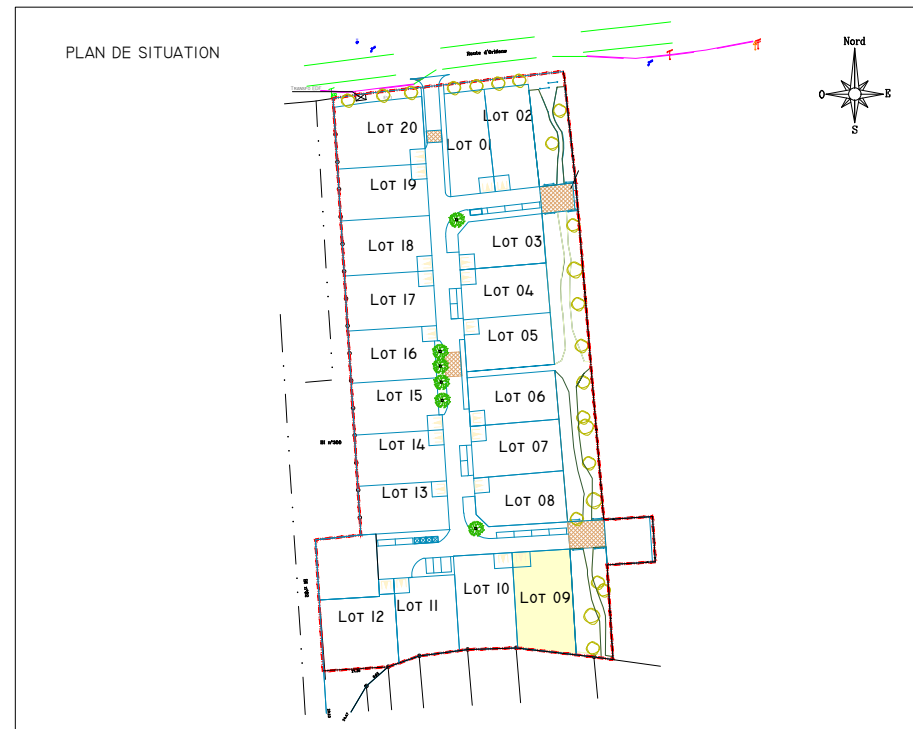 PLAN DE SITUATION
Route d'Orléans
Nord
O
E
S
LOT 20
LOT 01
LOT 02
LOT 19
LOT 18
LOT 03
LOT 17
LOT 04
LOT 16
LOT 05
LOT 15
LOT 06
LOT 14
LOT 07
LOT 13
LOT 08
LOT 12
LOT 11
LOT 10
LOT 09